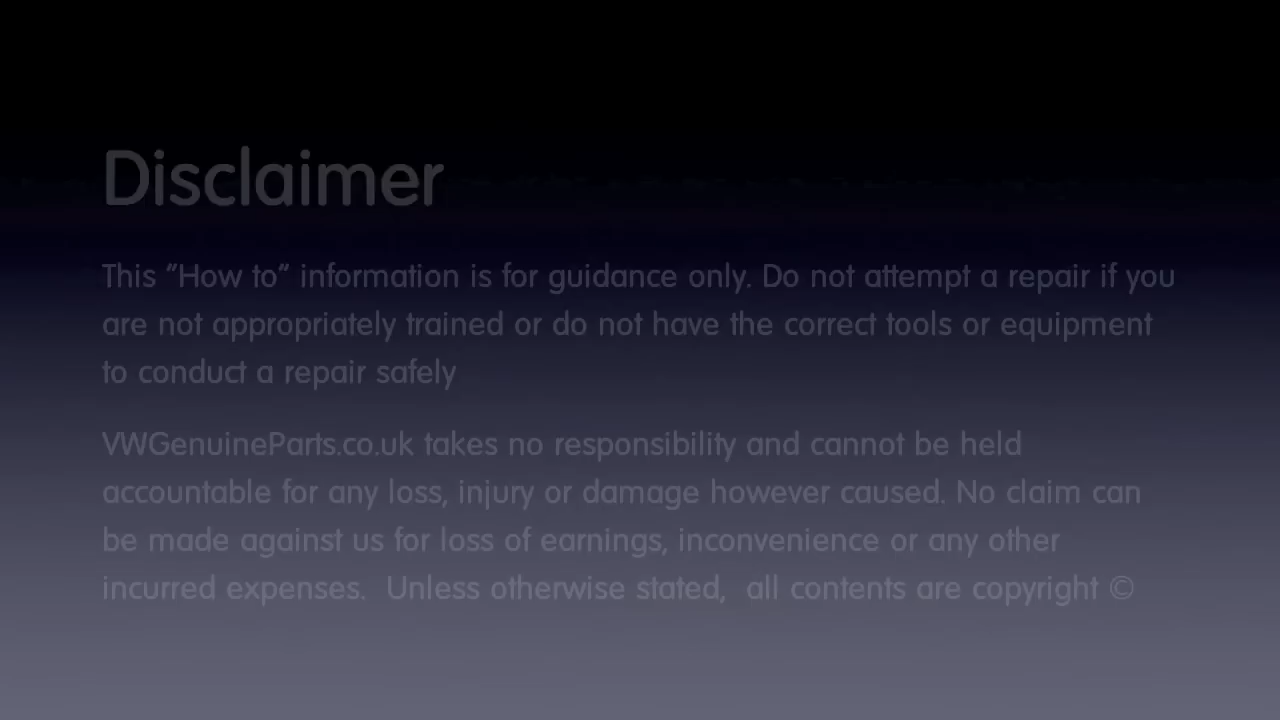 Disclaimer
This “How to” information is for guidance only. Do not attempt a repair if you
are not appropriately trained or do not have the correct tools or equipment
to conduct a repair safely
VWGenuineParts.co.uk takes no responsibility and cannot be held
accountable for any loss, injury or damage however caused. No claim can
be made against us for loss of earnings, inconvenience or any other
incurred expenses.  Unless otherwise stated,  all contents are copyright ©